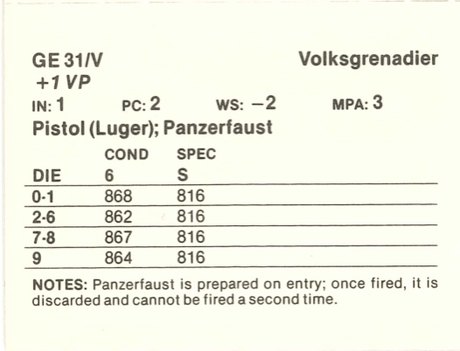 GE 31/V Volksgrenadier
+1 VP
IN: 1 PC: 2 WS: −2 MPA: 3
Pistol (Luger); Panzerfaust
COND SPEC
DIE 6 S
0-1 868 816
2-6 862 816
7-8 867 816
9 864 816
NOTES: Panzerfaust is prepared on entry; once fired, it is
discarded and cannot be fired a second time.